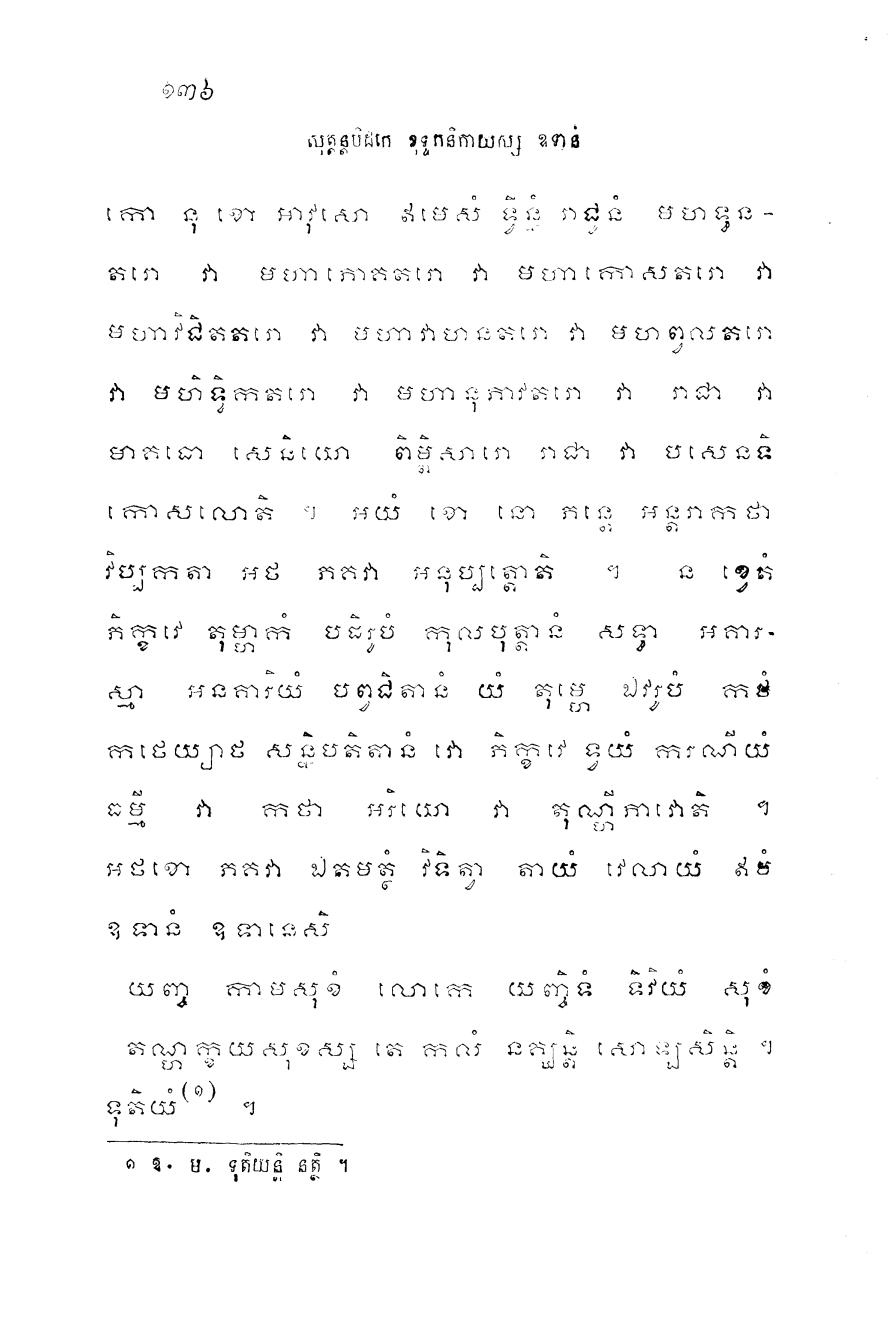 ១៣៦
សុត្តន្តបិដកេ ខុទ្ទកនិកាយស្ស ឧទានំ
កោ នុ ខោ អាវុសោ ឥមេសំ ទ្វិន្នំ រាជូនំ មហទ្ធន-
តរោ វា មហាភោគតរោ វា មហាកោសតរោ វា
មហាវិជិតតរោ វា មហាវាហនតរោ វា មហព្វលតរោ
វា មហិទ្ធិកតរោ វា មហានុភាវតរោ វា រាជា វា
មាគធោ សេនិយោ ពិម្ពិសារោ រាជា វា បសេនទិ
កោសលោតិ ។ អយំ ខោ នោ ភន្តេ អន្តរាកថា
វិប្បកតា អថ ភគវា អនុប្បត្តោតិ ។ ន ខ្វេតំ
ភិក្ខវេ តុម្ហាកំ បដិរូបំ កុលបុត្តានំ សទ្ធា អគារ-
ស្មា អនគារិយំ បព្វជិតានំ យំ តុម្ហេ ឯវរូបំ កថំ
កថេយ្យាថ សន្និបតិតានំ វោ ភិក្ខវេ ទ្វយំ ករណីយំ
ធម្មី វា កថា អរិយោ វា តុណ្ហីភាវោតិ ។
អថខោ ភគវា ឯតមត្ថំ វិទិត្វា តាយំ វេលាយំ ឥមំ
ឧទានំ ឧទានេសិ
យញ្ច កាមសុខំ លោកេ យញ្ចិទំ ទិវិយំ សុខំ
តណ្ហក្ខយសុខស្ស តេ កលំ នគ្ឃន្តិ សោឡសិន្តិ ។
ទុតិយំ(១) ។
១ ឱ. ម. ទុតិយន្តិ នត្ថិ ។